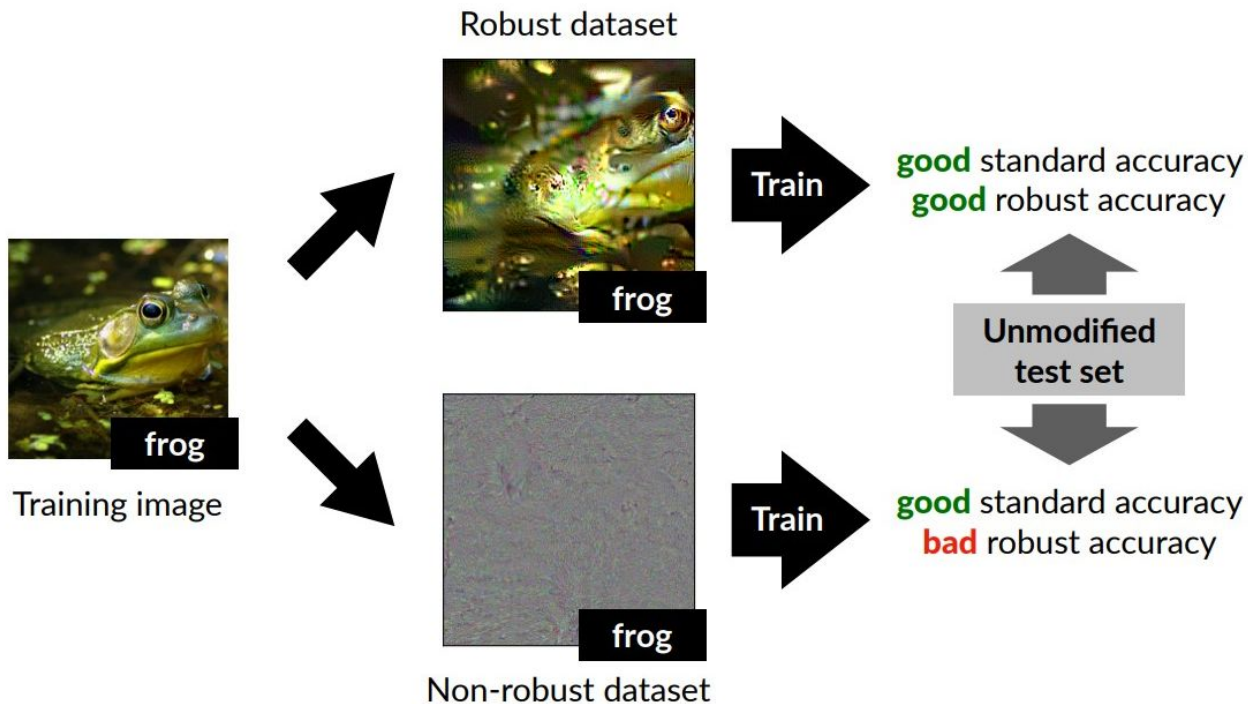 Robust dataset
frog
Train
good standard accuracy
good robust accuracy
frog
Training image
Unmodified
test set
frog
Train
good standard accuracy
bad robust accuracy
Non-robust dataset